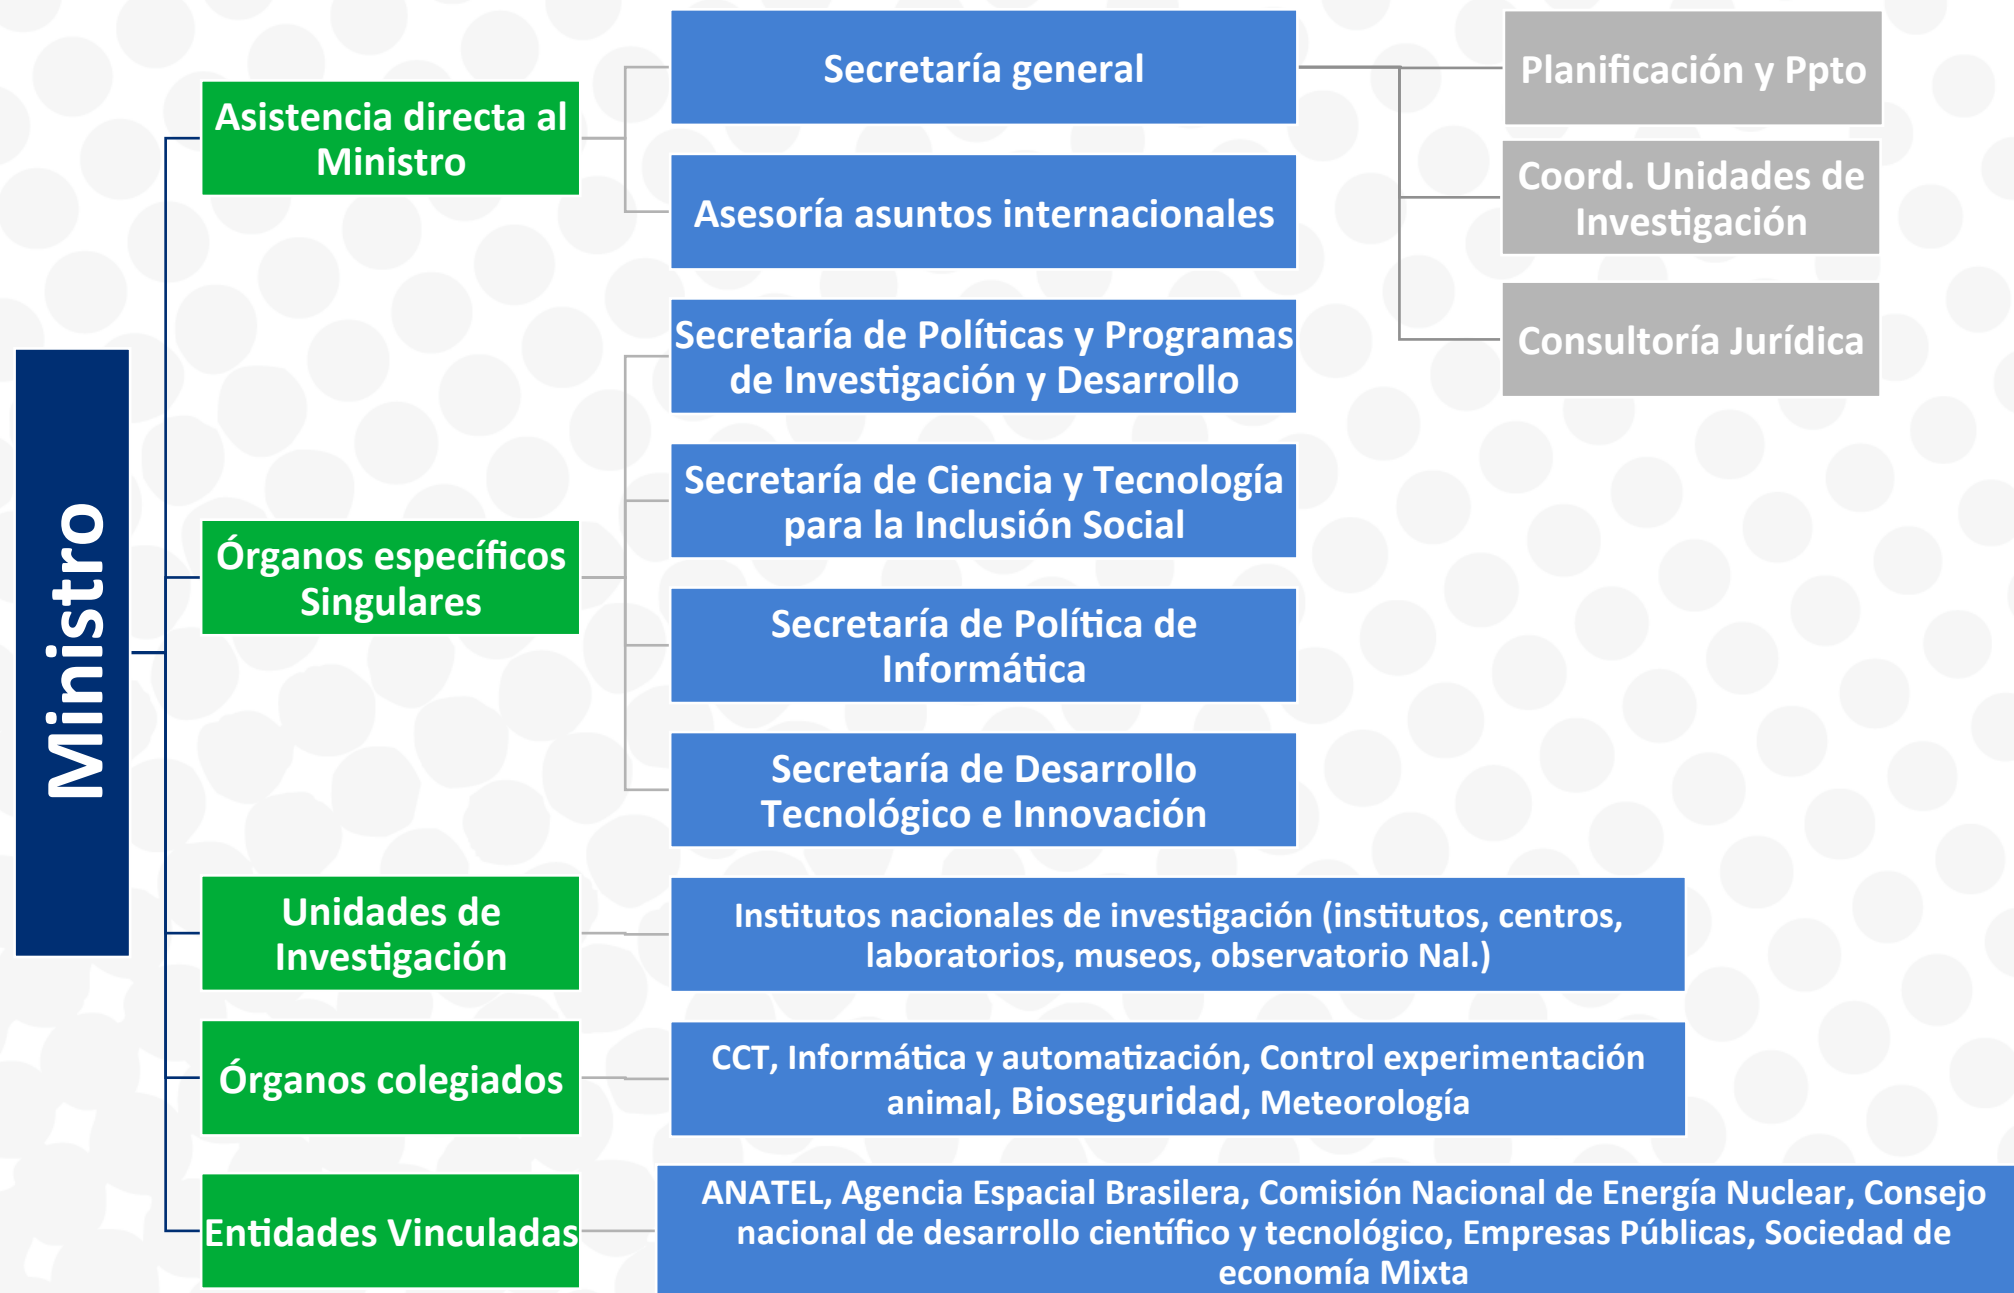 Ministro
Asistencia directa al
Ministro
Secretaría general
Planificación y Ppto
Coord. Unidades de
Investigación
Consultoría Jurídica
Asesoría asuntos internacionales
Órganos específicos
Singulares
Secretaría de Políticas y Programas
de Investigación y Desarrollo
Secretaría de Ciencia y Tecnología
para la Inclusión Social
Secretaría de Política de
Informática
Secretaría de Desarrollo
Tecnológico e Innovación
Unidades de
Investigación
Institutos nacionales de investigación (institutos, centros,
laboratorios, museos, observatorio Nal.)
Órganos colegiados
CCT, Informática y automatización, Control experimentación
animal, Bioseguridad, Meteorología
Entidades Vinculadas
ANATEL, Agencia Espacial Brasilera, Comisión Nacional de Energía Nuclear, Consejo
nacional de desarrollo científico y tecnológico, Empresas Públicas, Sociedad de
economía Mixta